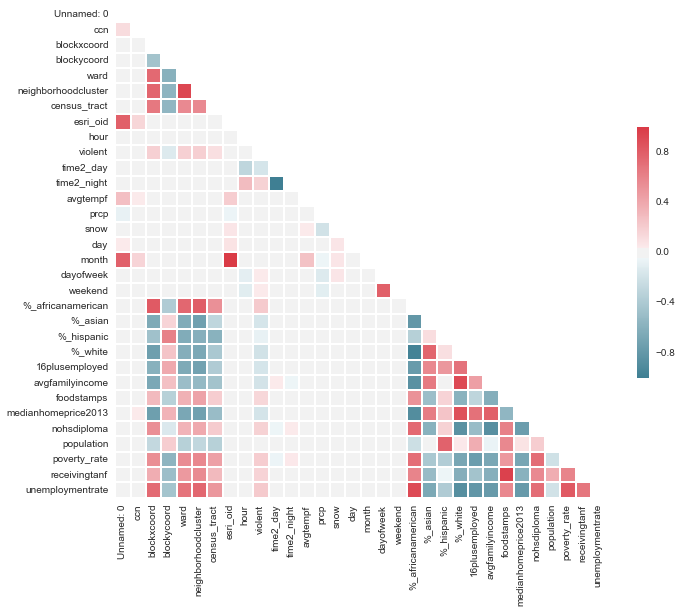 Unnamed: 0
ccn
blockxcoord
blockycoord
ward
neighborhoodcluster
census_tract
esri_oid
hour
violent
time2_day
time2_night
avgtempf
prcp
snow
day
month
dayofweek
weekend
%_africanamerican
%_asian
%_hispanic
%_white
16plusemployed
avgfamilyincome
foodstamps
medianhomeprice2013
nohsdiploma
population
poverty_rate
receivingtanf
unemploymentrate
0.8
0.4
0.0
−0.4
−0.8
Unnamed: 0
ccn
blockxcoord
blockycoord
ward
neighborhoodcluster
census_tract
esri_oid
hour
violent
time2_day
time2_night
avgtempf
prcp
snow
day
month
dayofweek
weekend
%_africanamerican
%_asian
%_hispanic
%_white
16plusemployed
avgfamilyincome
foodstamps
medianhomeprice2013
nohsdiploma
population
poverty_rate
receivingtanf
unemploymentrate